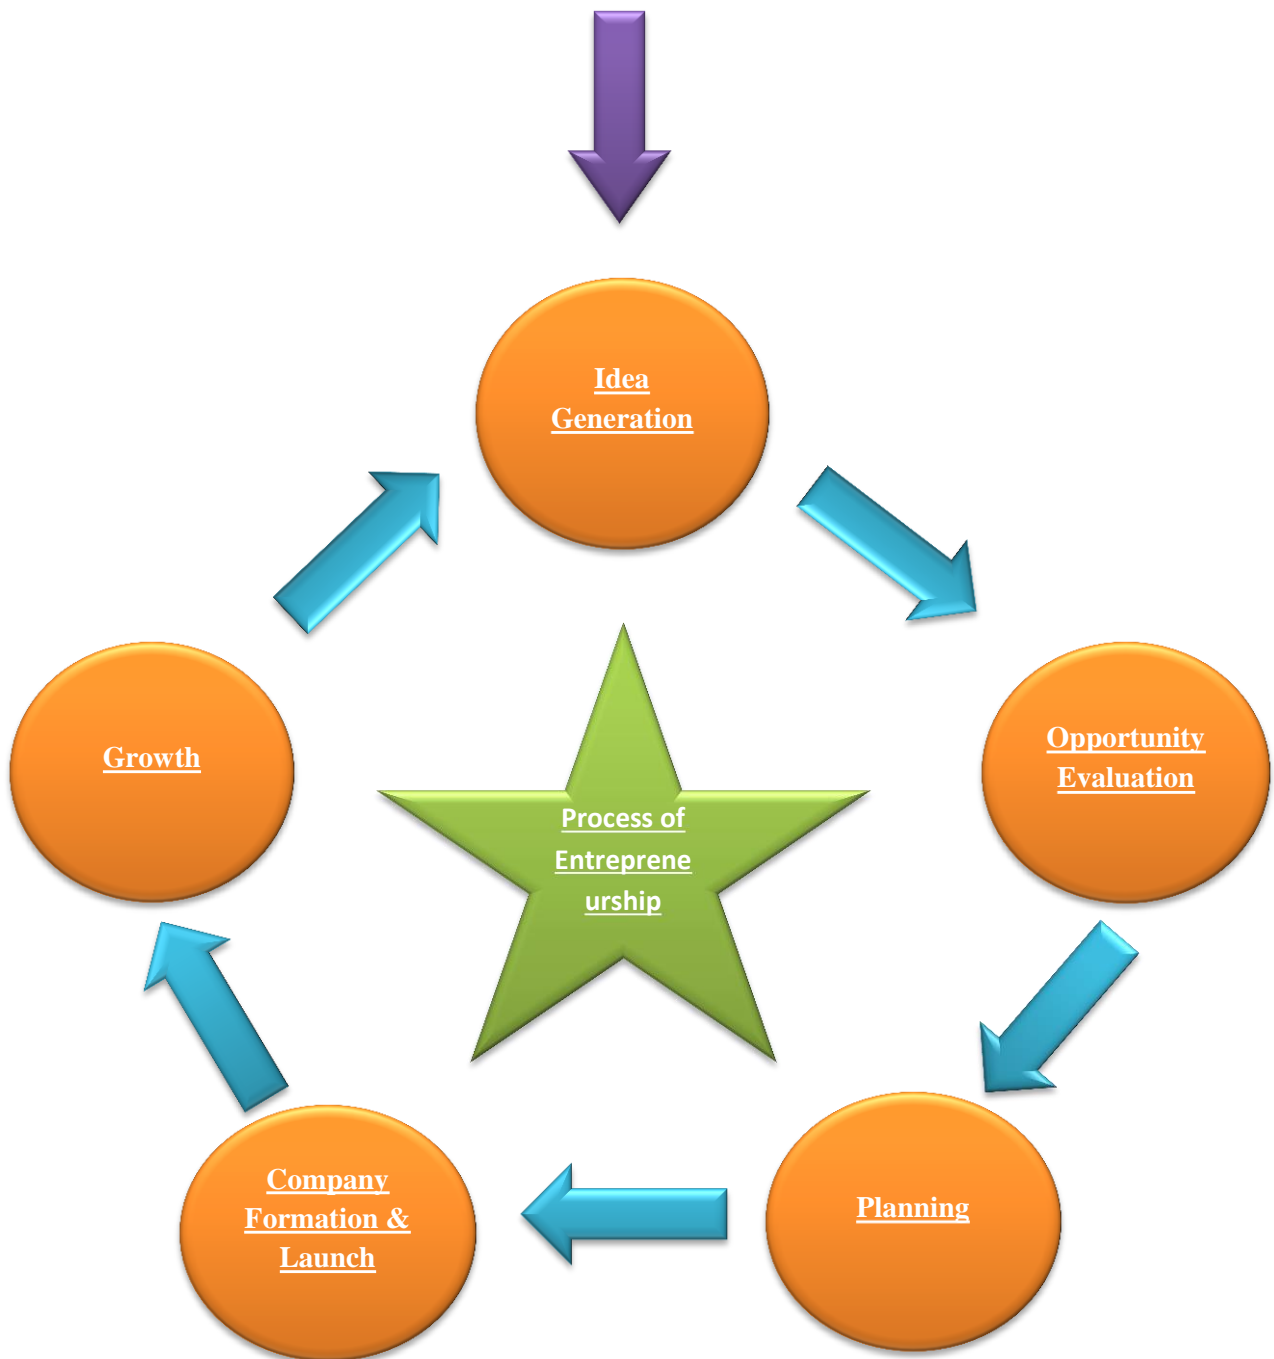 Idea
Generation
Opportunity
Evaluation
Planning
Company
Formation &
Launch
Growth
Process of
Entreprene
urship